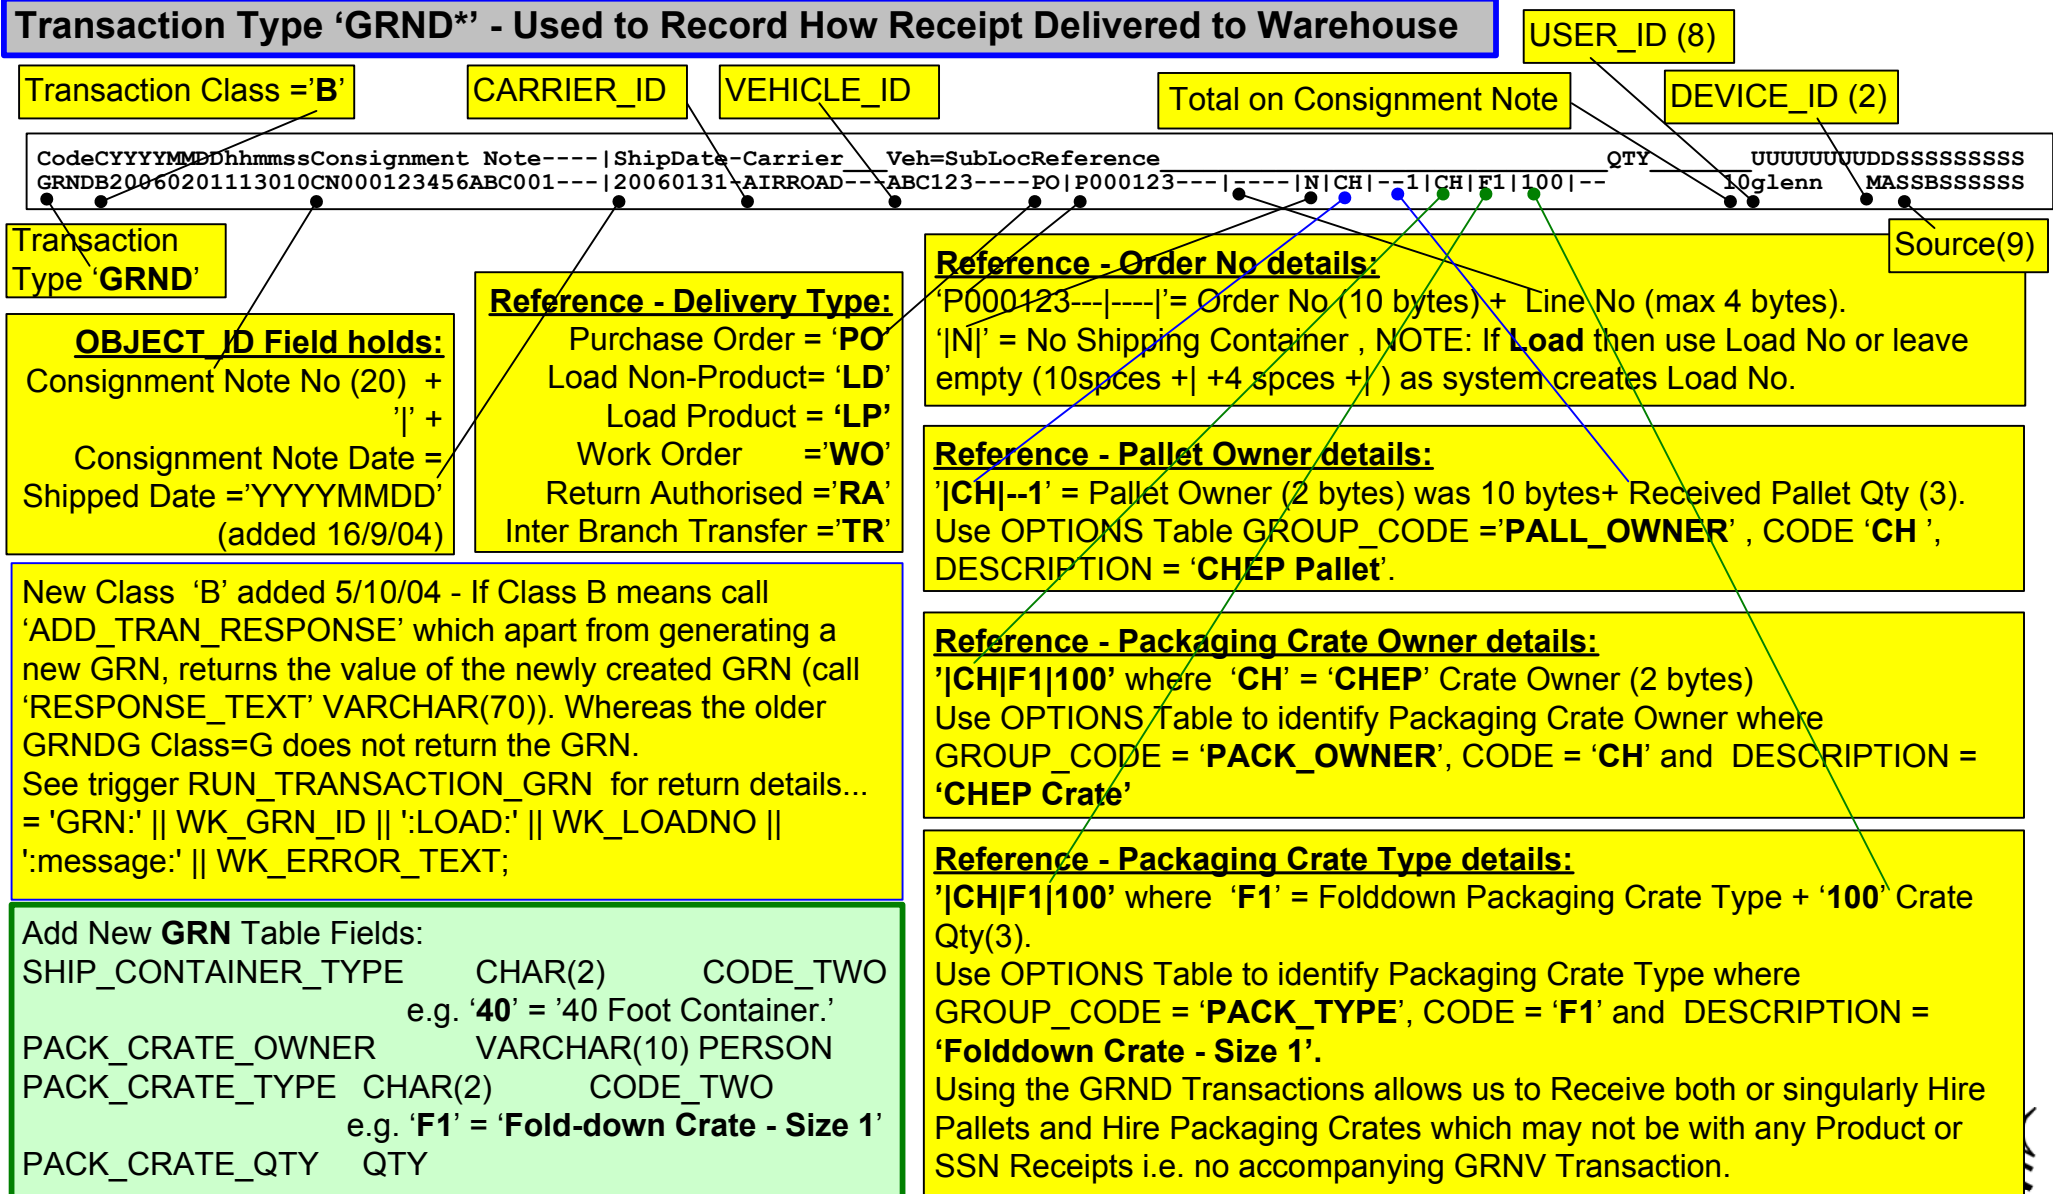 Transaction Type ‘GRND*’ - Used to Record How Receipt Delivered to Warehouse
USER_ID (8)
Transaction Class =’B’
CARRIER_ID
VEHICLE_ID
Total on Consignment Note
DEVICE_ID (2)
CodeCYYYYMMDDhhmmssConsignment Note----|ShipDate-Carrier___Veh=SubLocReference______________________________QTY_______UUUUUUUUDDSSSSSSSSS
GRNDB20060201113010CN000123456ABC001---|20060131-AIRROAD---ABC123----PO|P000123---|----|N|CH|--1|CH|F1|100|-- 10glenn MASSBSSSSSS
Transaction
Type ‘GRND’
Source(9)
OBJECT_ID Field holds:
Consignment Note No (20) +
’|’ +
Consignment Note Date =
Shipped Date =’YYYYMMDD’
(added 16/9/04)
Reference - Delivery Type:
Purchase Order = ‘PO’
Load Non-Product= ‘LD’
Load Product = ‘LP’
Work Order =’WO’
Return Authorised =’RA’
Inter Branch Transfer =’TR’
Reference - Order No details:
‘P000123---|----|’= Order No (10 bytes) + Line No (max 4 bytes).
‘|N|’ = No Shipping Container , NOTE: If Load then use Load No or leave
empty (10spces +| +4 spces +| ) as system creates Load No.
Reference - Pallet Owner details:
’|CH|--1’ = Pallet Owner (2 bytes) was 10 bytes+ Received Pallet Qty (3).
Use OPTIONS Table GROUP_CODE =’PALL_OWNER’ , CODE ‘CH ’,
DESCRIPTION = ‘CHEP Pallet’.
New Class ‘B’ added 5/10/04 - If Class B means call
‘ADD_TRAN_RESPONSE’ which apart from generating a
new GRN, returns the value of the newly created GRN (call
‘RESPONSE_TEXT’ VARCHAR(70)). Whereas the older
GRNDG Class=G does not return the GRN.
See trigger RUN_TRANSACTION_GRN for return details...
= 'GRN:' || WK_GRN_ID || ':LOAD:' || WK_LOADNO ||
':message:' || WK_ERROR_TEXT;
Reference - Packaging Crate Owner details:
’|CH|F1|100’ where ‘CH’ = ‘CHEP’ Crate Owner (2 bytes)
Use OPTIONS Table to identify Packaging Crate Owner where
GROUP_CODE = ‘PACK_OWNER’, CODE = ‘CH’ and DESCRIPTION =
‘CHEP Crate’
Reference - Packaging Crate Type details:
’|CH|F1|100’ where ‘F1’ = Folddown Packaging Crate Type + ‘100’ Crate
Qty(3).
Use OPTIONS Table to identify Packaging Crate Type where
GROUP_CODE = ‘PACK_TYPE’, CODE = ‘F1’ and DESCRIPTION =
‘Folddown Crate - Size 1’.
Using the GRND Transactions allows us to Receive both or singularly Hire
Pallets and Hire Packaging Crates which may not be with any Product or
SSN Receipts i.e. no accompanying GRNV Transaction.
Add New GRN Table Fields:
SHIP_CONTAINER_TYPE CHAR(2) CODE_TWO
e.g. ‘40’ = ’40 Foot Container.’
PACK_CRATE_OWNER VARCHAR(10) PERSON
PACK_CRATE_TYPE CHAR(2) CODE_TWO
e.g. ‘F1’ = ‘Fold-down Crate - Size 1’
PACK_CRATE_QTY QTY